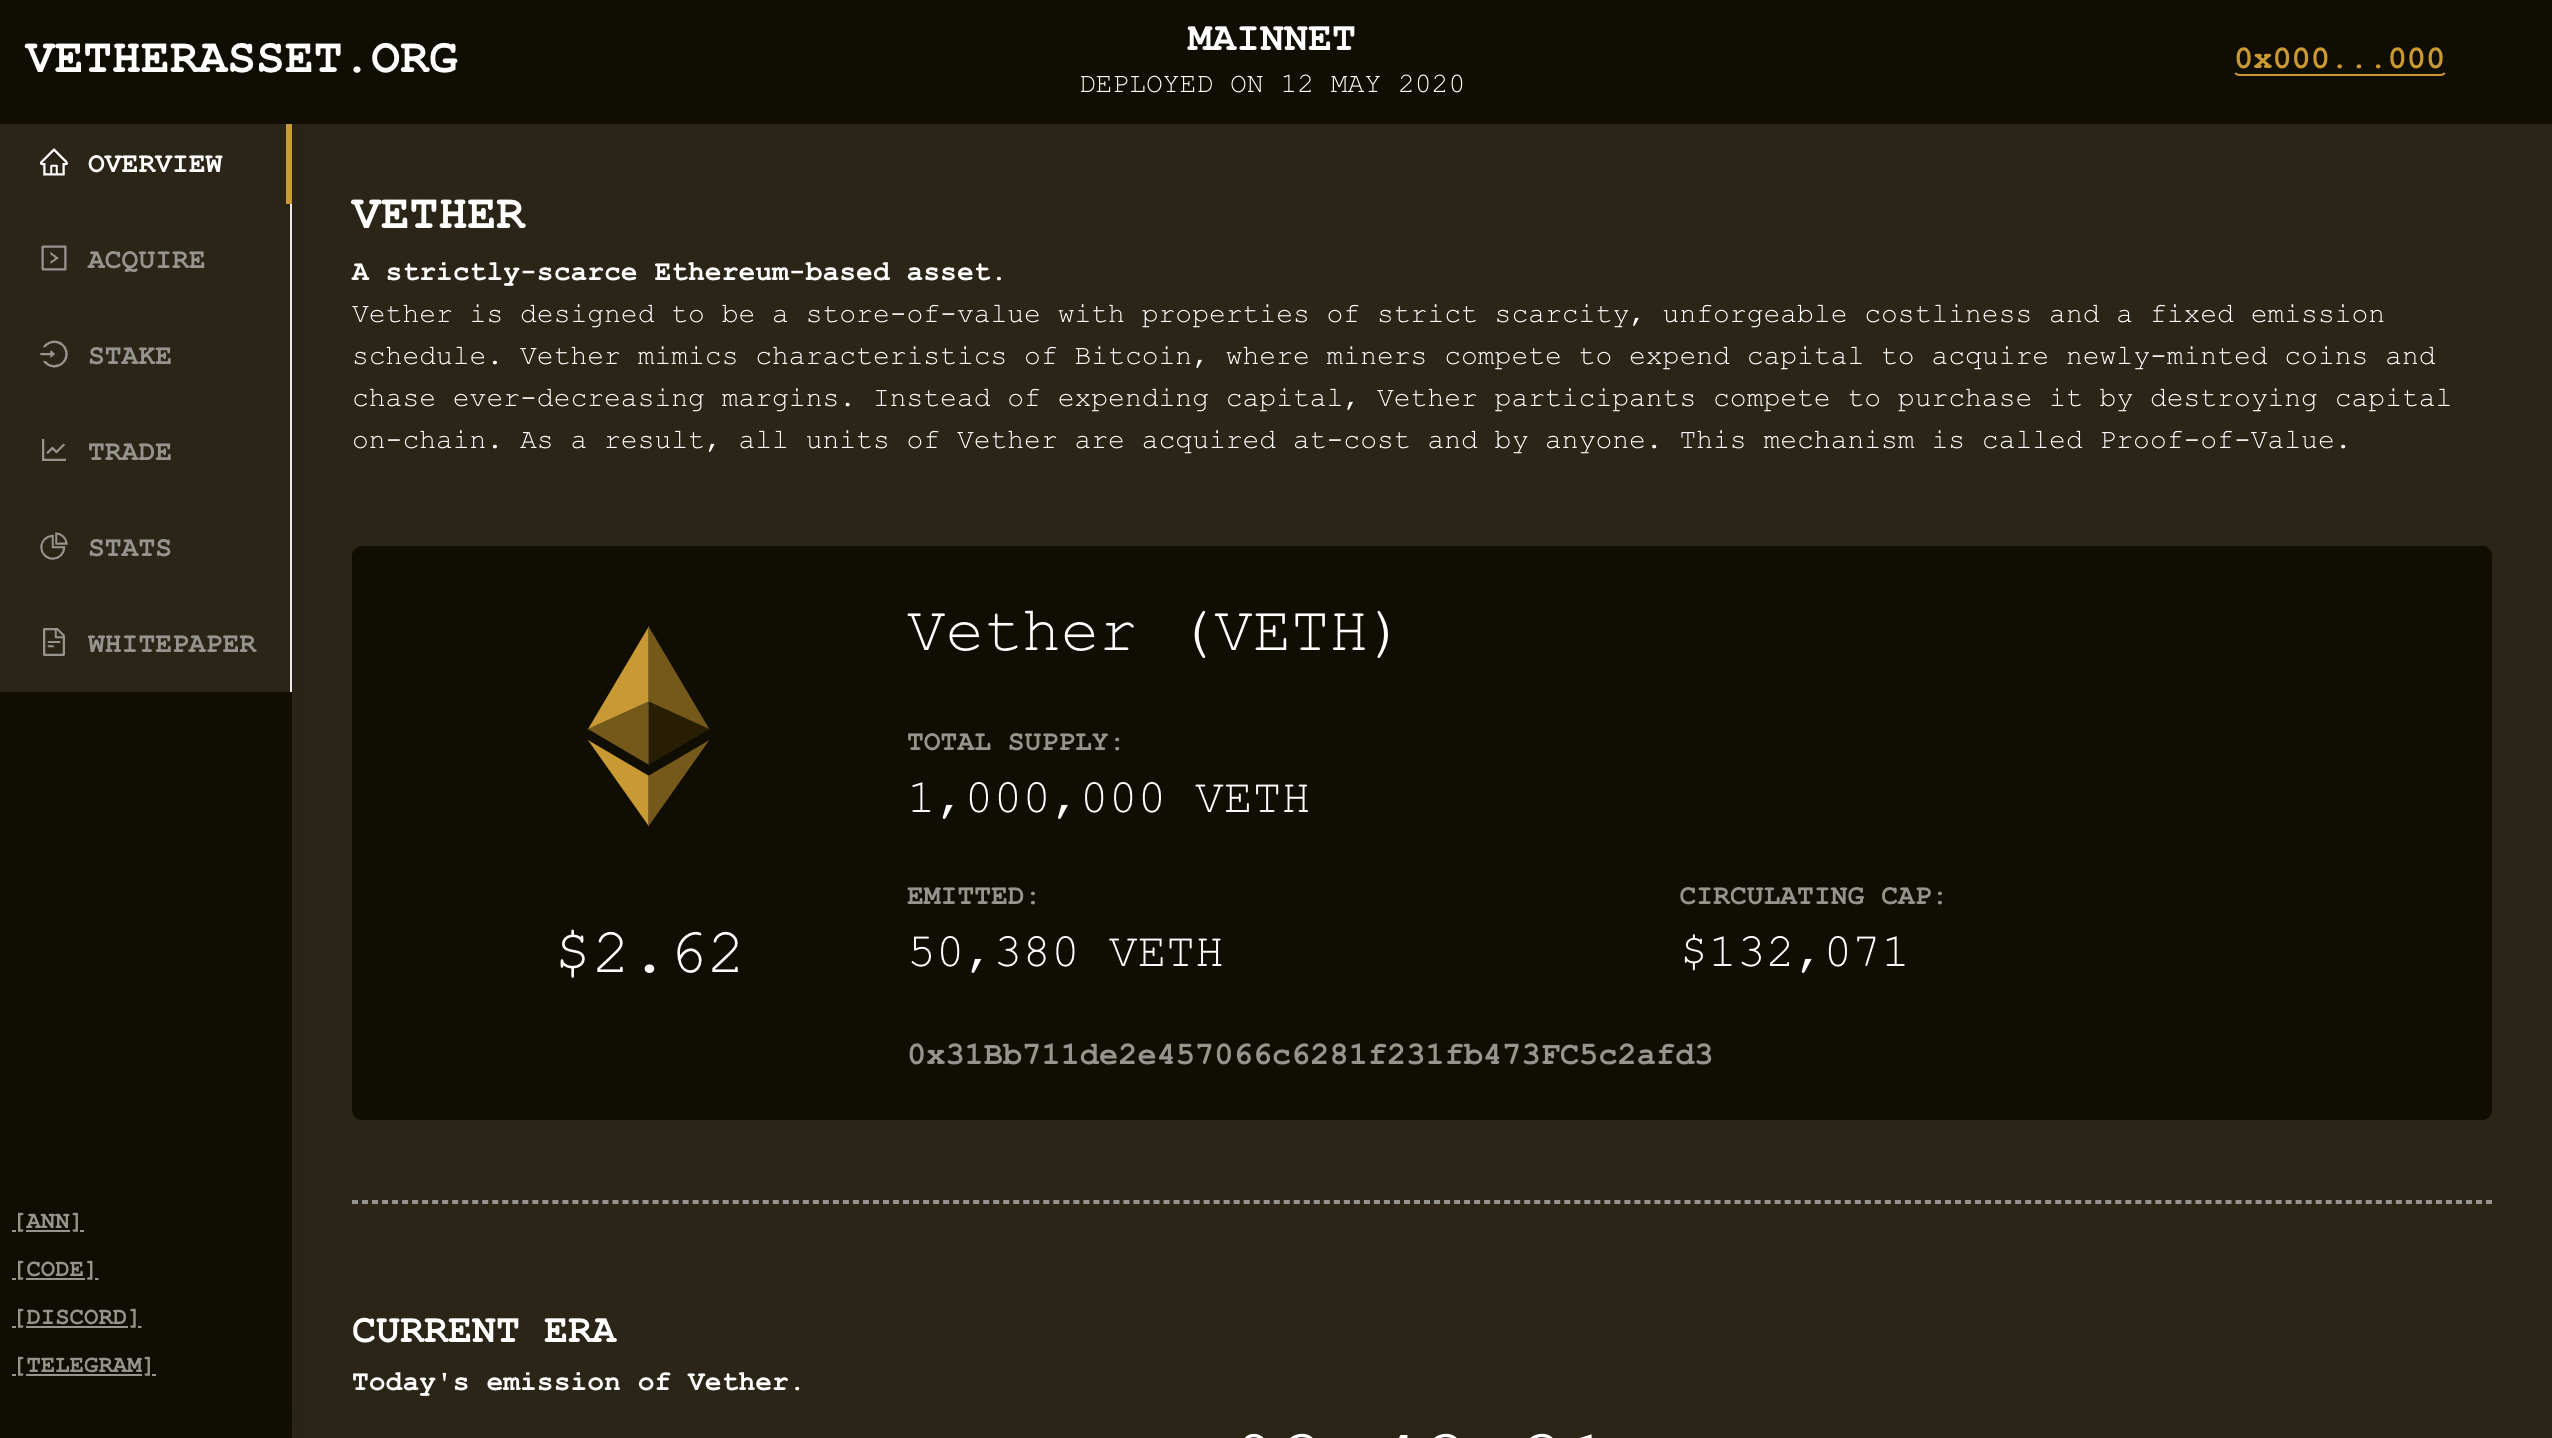 VETHERASSET.ORG
MAINNET
DEPLOYED ON 12 MAY 2020
0x000...000
OVERVIEW
ACQUIRE
STAKE
TRADE
STATS
WHITEPAPER
[ANN]
[CODE]
[DISCORD]
[TELEGRAM]
VETHER
A strictly-scarce Ethereum-based asset.
Vether is designed to be a store-of-value with properties of strict scarcity, unforgeable costliness and a fixed emission
schedule. Vether mimics characteristics of Bitcoin, where miners compete to expend capital to acquire newly-minted coins and
chase ever-decreasing margins. Instead of expending capital, Vether participants compete to purchase it by destroying capital
on-chain. As a result, all units of Vether are acquired at-cost and by anyone. This mechanism is called Proof-of-Value.
Vether (VETH)
TOTAL SUPPLY:
1,000,000 VETH
$2.62
EMITTED:
50,380 VETH
CIRCULATING CAP:
$132,071
0x31Bb711de2e457066c6281f231fb473FC5c2afd3
CURRENT ERA
Today's emission of Vether.